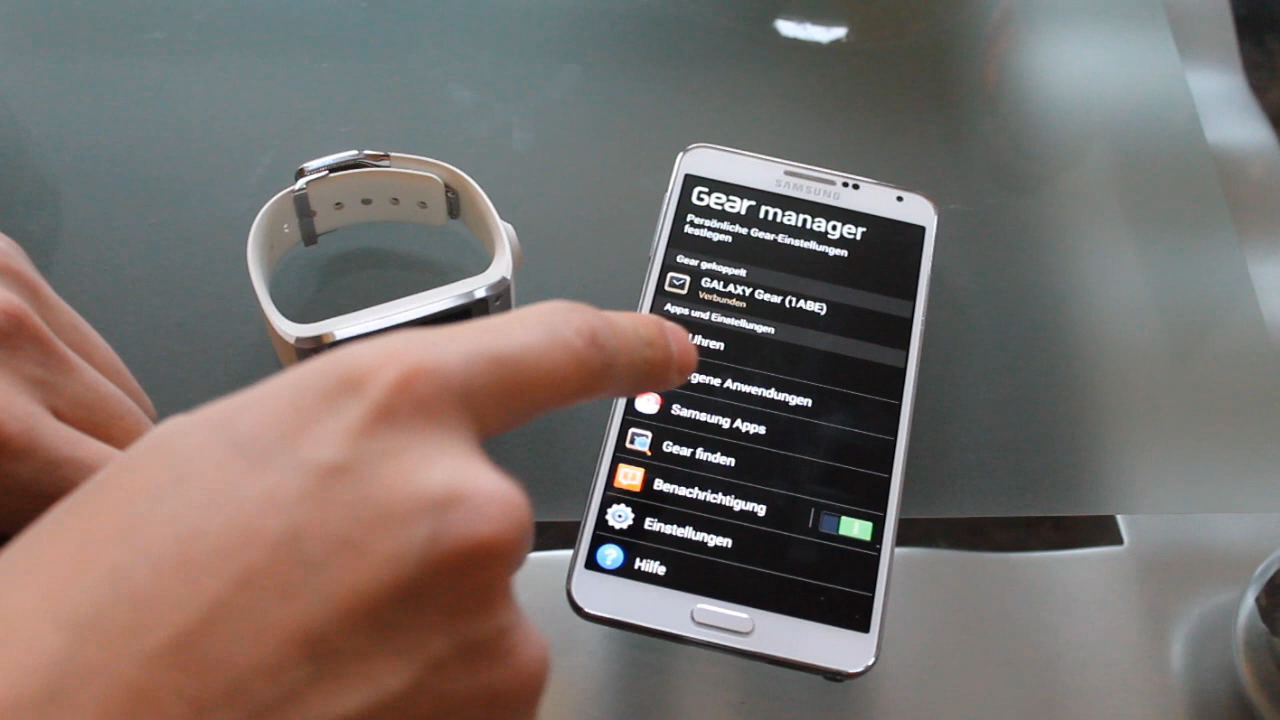 SAMSUNG
Gear manager
Persönliche Gear-Einstellungen
festlegen
Gear gekoppelt
GALAXY Gear (1ABE)
Verbunden
Apps und Einstellungen
Uhren
gene Anwendungen
Samsung Apps
Gear finden
Benachrichtigung
Einstellungen
? Hilfe